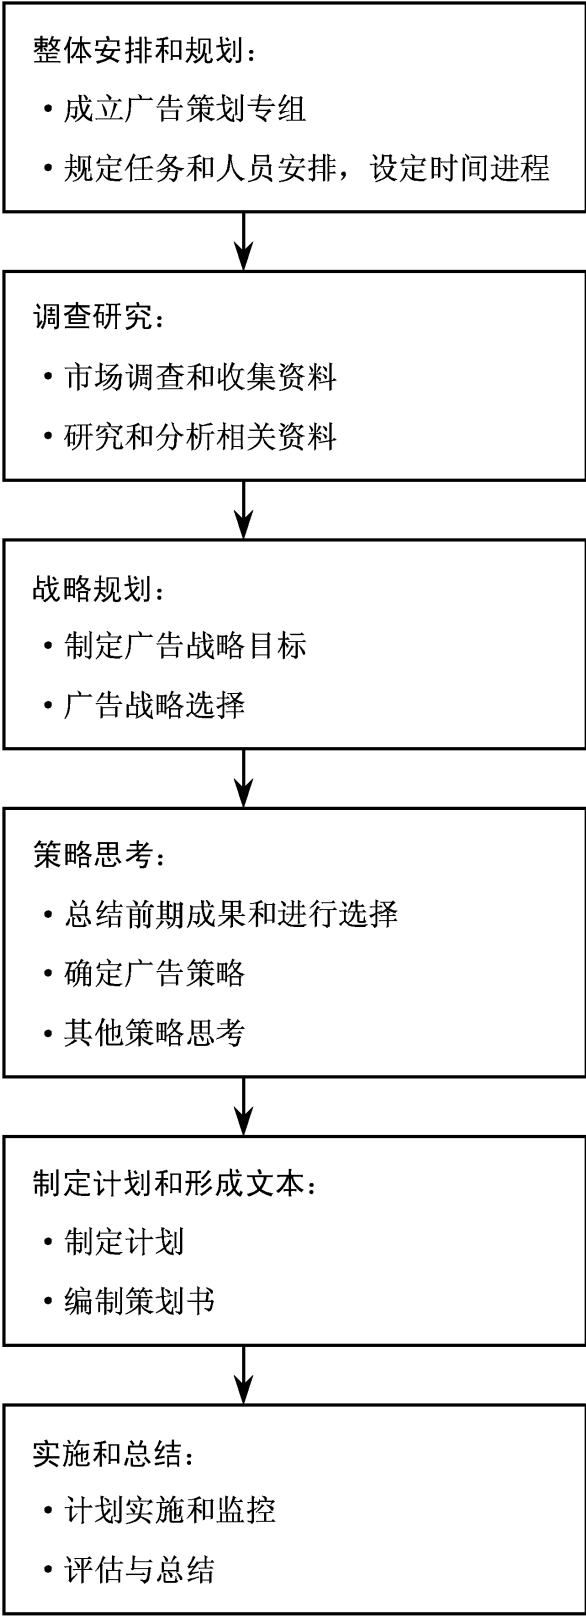 整体安排和规划：
·成立广告策划专组
·规定任务和人员安排，设定时间进程
调查研究：
·市场调查和收集资料
·研究和分析相关资料
战略规划：
·制定广告战略目标
·广告战略选择
策略思考：
·总结前期成果和进行选择
·确定广告策略
·其他策略思考
制定计划和形成文本：
·制定计划
·编制策划书
实施和总结：
·计划实施和监控
·评估与总结